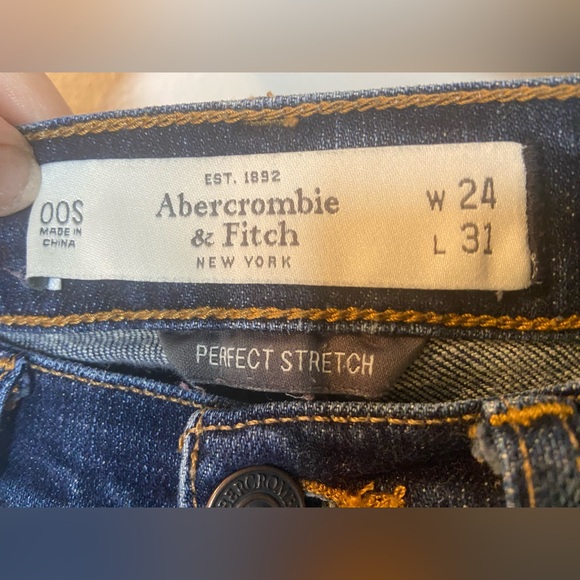 EST. 1892
Abercrombie
& Fitch
NEW YORK
00S
MADE IN
CHINA
W 24
L 31
PERFECT STRETCH